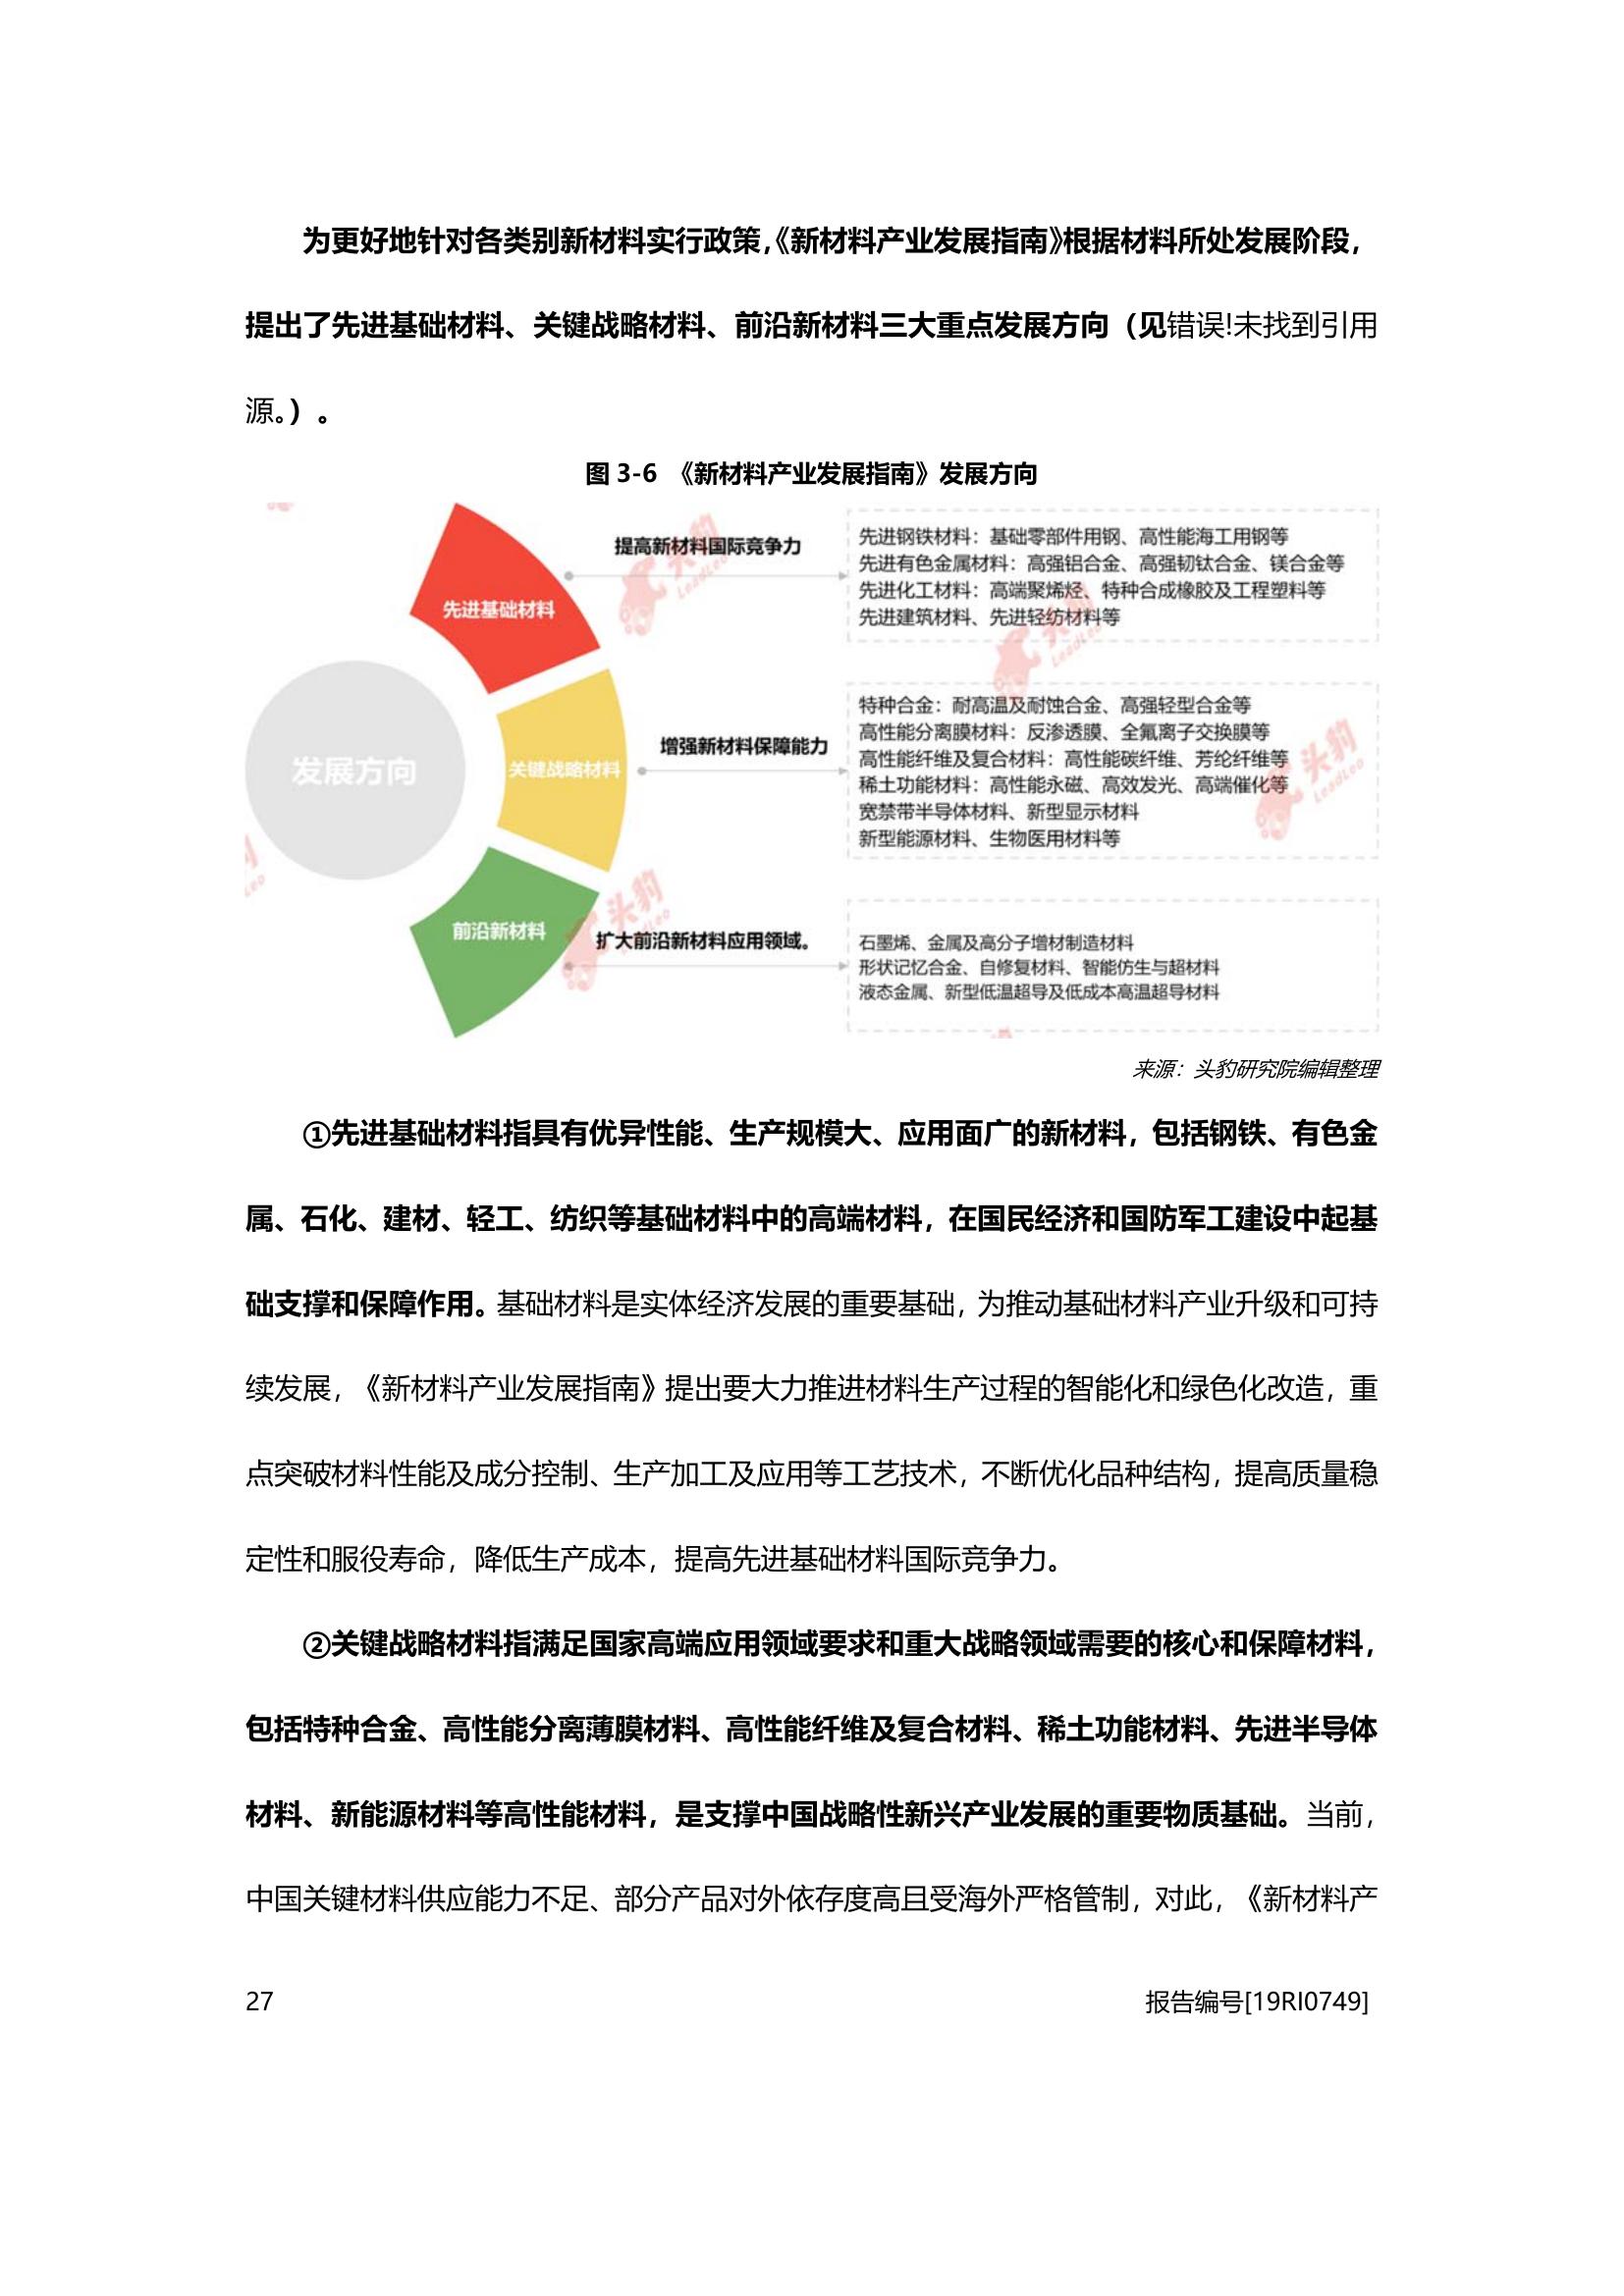 为更好地针对各类别新材料实行政策，《新材料产业发展指南》根据材料所处发展阶段，
提出了先进基础材料、关键战略材料、前沿新材料三大重点发展方向（见错误!未找到引用
源。）。
图 3-6 《新材料产业发展指南》发展方向
发展方向
先进基础材料
提高新材料国际竞争力
先进钢铁材料：基础零部件用钢、高性能海工用钢等
先进有色金属材料：高强铝合金、高强韧钛合金、镁合金等
先进化工材料：高端聚烯烃、特种合成橡胶及工程塑料等
先进建筑材料、先进轻纺材料等
关键战略材料
增强新材料保障能力
特种合金：耐高温及耐蚀合金、高强轻型合金等
高性能分离膜材料：反渗透膜、全氟离子交换膜等
高性能纤维及复合材料：高性能碳纤维、芳纶纤维等
稀土功能材料：高性能永磁、高效发光、高端催化等
宽禁带半导体材料、新型显示材料
新型能源材料、生物医用材料等
前沿新材料
扩大前沿新材料应用领域。
石墨烯、金属及高分子增材制造材料
形状记忆合金、自修复材料、智能仿生与超材料
液态金属、新型低温超导及低成本高温超导材料
头豹
LeadLeo
头豹
LeadLeo
头豹
LeadLeo
头豹
LeadLeo
来源：头豹研究院编辑整理
①先进基础材料指具有优异性能、生产规模大、应用面广的新材料，包括钢铁、有色金
属、石化、建材、轻工、纺织等基础材料中的高端材料，在国民经济和国防军工建设中起基
础支撑和保障作用。基础材料是实体经济发展的重要基础，为推动基础材料产业升级和可持
续发展，《新材料产业发展指南》提出要大力推进材料生产过程的智能化和绿色化改造，重
点突破材料性能及成分控制、生产加工及应用等工艺技术，不断优化品种结构，提高质量稳
定性和服役寿命，降低生产成本，提高先进基础材料国际竞争力。
②关键战略材料指满足国家高端应用领域要求和重大战略领域需要的核心和保障材料，
包括特种合金、高性能分离薄膜材料、高性能纤维及复合材料、稀土功能材料、先进半导体
材料、新能源材料等高性能材料，是支撑中国战略性新兴产业发展的重要物质基础。当前，
中国关键材料供应能力不足、部分产品对外依存度高且受海外严格管制，对此，《新材料产
27
报告编号[19RI0749]